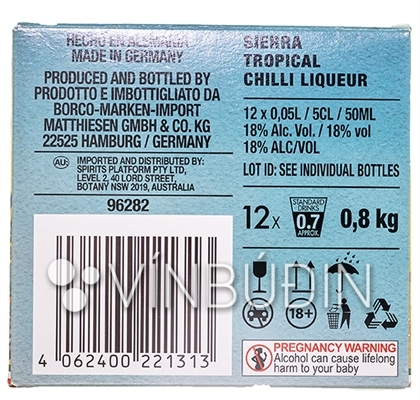 HECHO EN ALEMANIA
MADE IN GERMANY
PRODUCED AND BOTTLED BY
PRODOTTO E IMBOTTIGLIATO DA
BORCO-MARKEN-IMPORT
MATTHIESEN GMBH & CO. KG
22525 HAMBURG / GERMANY
AU:
IMPORTED AND DISTRIBUTED BY:
SPIRITS PLATFORM PTY LTD,
LEVEL 2, 40 LORD STREET,
BOTANY NSW 2019, AUSTRALIA
96282
4 062400 221313
SIERRA
TROPICAL
CHILLI LIQUEUR
12 x 0,05L / 5CL / 50ML
18% Alc. Vol. / 18% vol
18% ALC/VOL
LOT ID: SEE INDIVIDUAL BOTTLES
12x
STANDARD
DRINKS
0.7
APPROX.
0,8 kg
18+
PREGNANCY WARNING
Alcohol can cause lifelong
harm to your baby
VÍNBÚÐIN